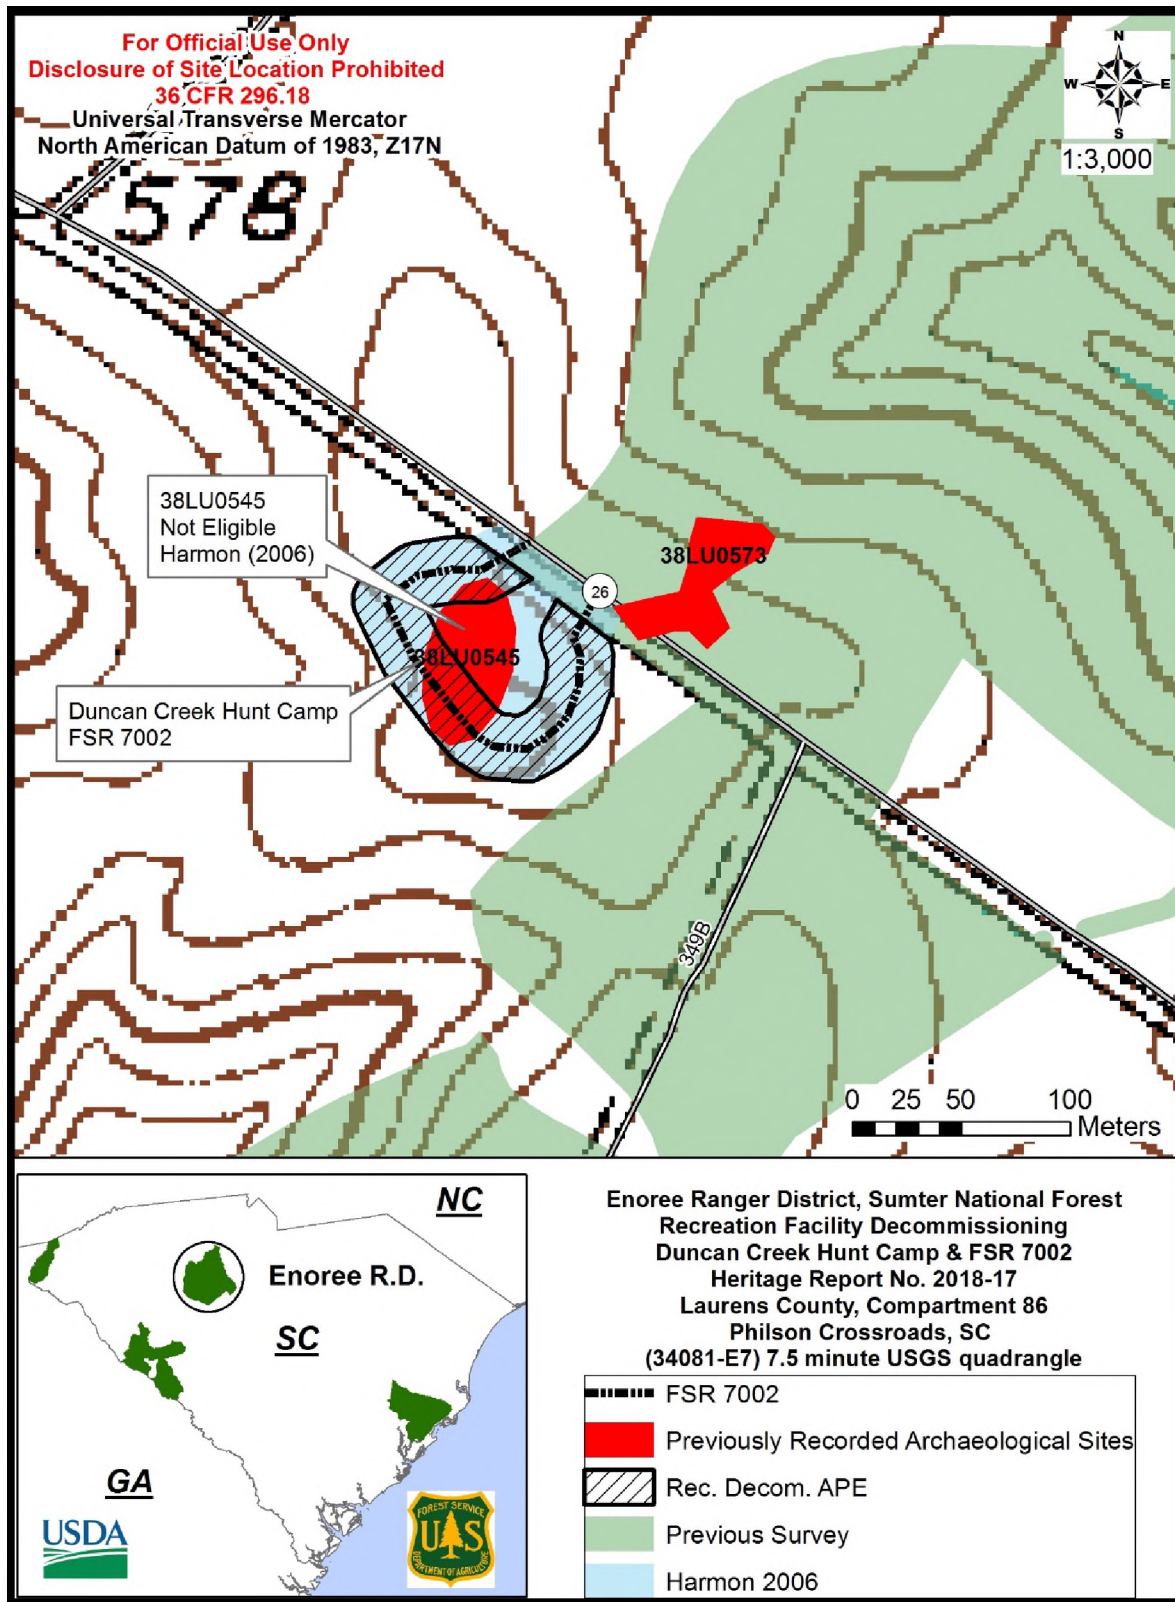 For Official Use Only
Disclosure of Site Location Prohibited
36 CFR 296.18
Universal Transverse Mercator
North American Datum of 1983, Z17N
N
W E
S
1:3,000
578
38LU0545
Not Eligible
Harmon (2006)
38LU0573
26
38LU0545
Duncan Creek Hunt Camp
FSR 7002
349B
0 25 50 100
Meters
NC
Enoree R.D.
SC
GA
USDA
FOREST SERVICE
U S
DEPARTMENT OF AGRICULTURE
Enoree Ranger District, Sumter National Forest
Recreation Facility Decommissioning
Duncan Creek Hunt Camp & FSR 7002
Heritage Report No. 2018-17
Laurens County, Compartment 86
Philson Crossroads, SC
(34081-E7) 7.5 minute USGS quadrangle
FSR 7002
Previously Recorded Archaeological Sites
Rec. Decom. APE
Previous Survey
Harmon 2006